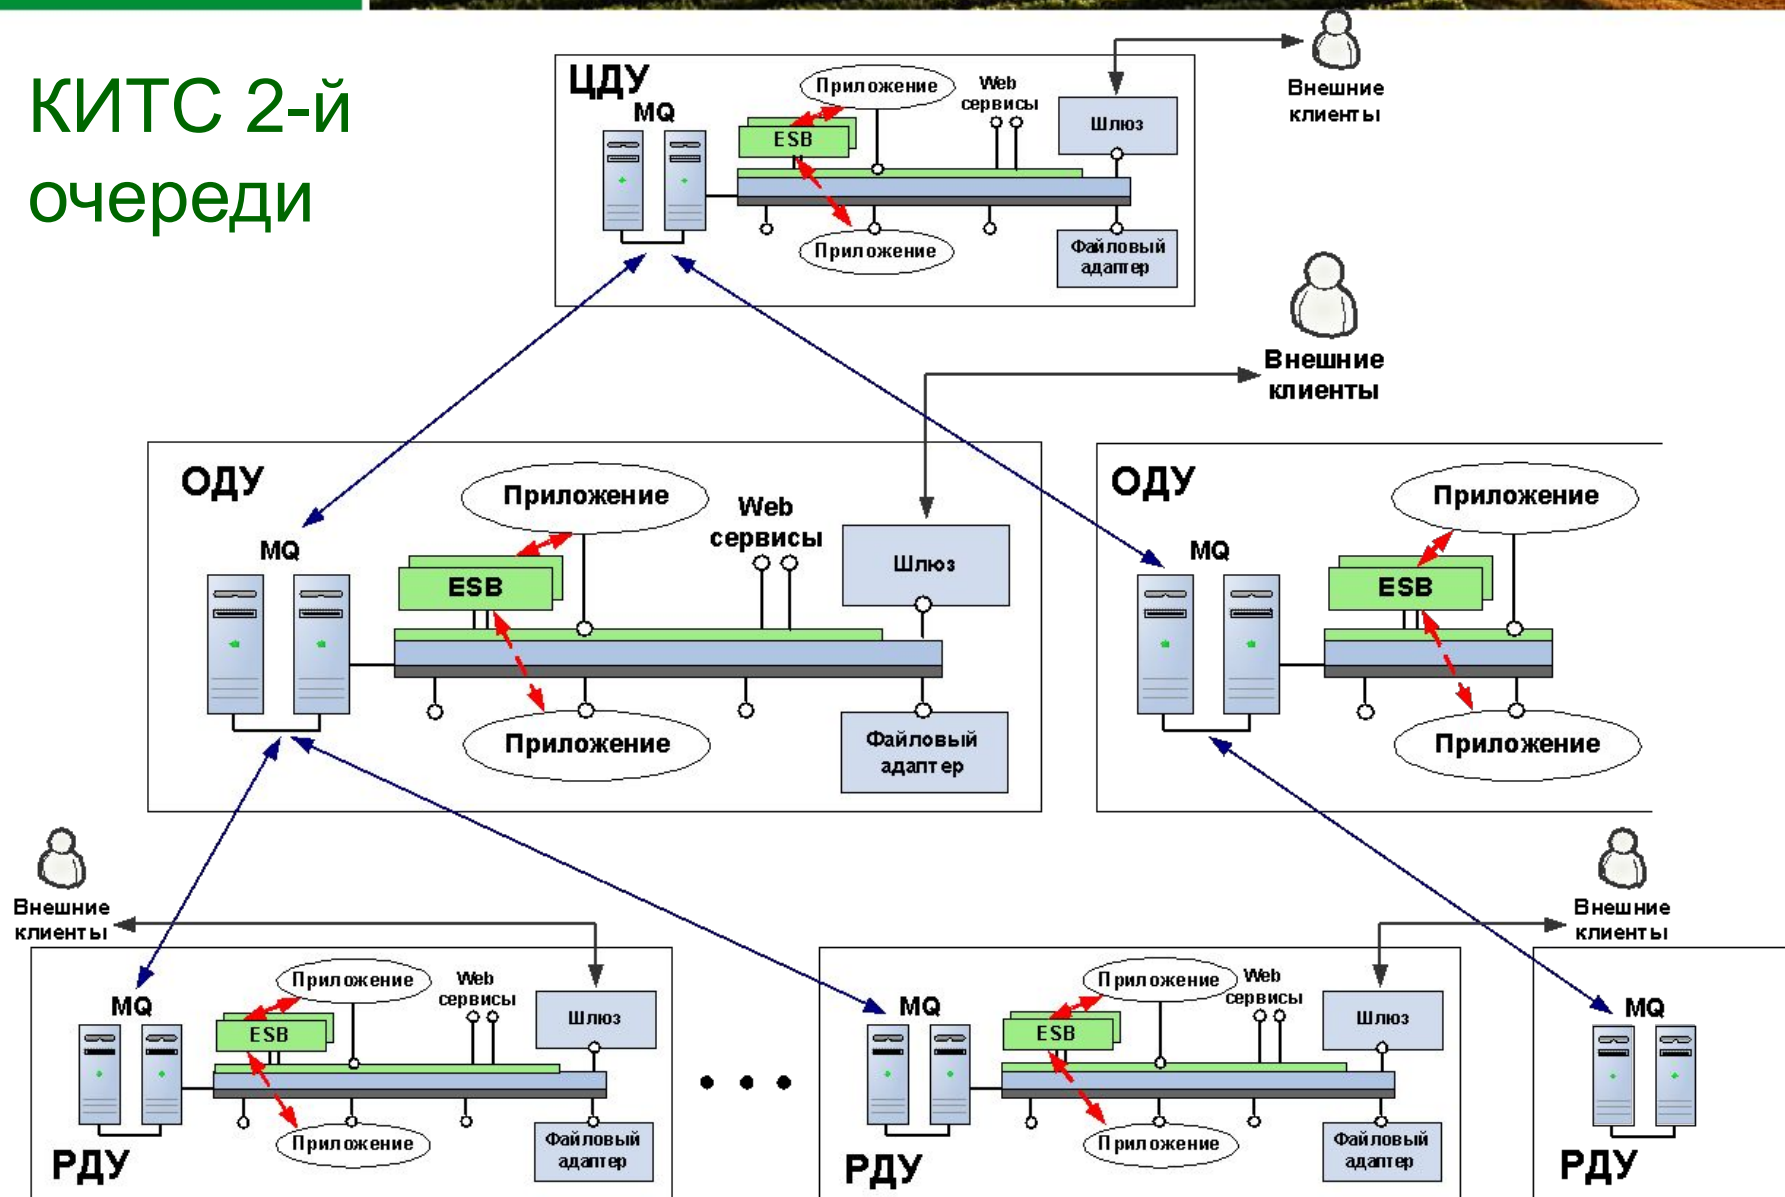 КИТС 2-й
очереди
ЦДУ
MQ
Приложение
Web
сервисы
ESB
Шлюз
Приложение
Файловый
адаптер
Внешние
клиенты
Внешние
клиенты
ОДУ
MQ
Приложение
Web
сервисы
ESB
Шлюз
Приложение
Файловый
адаптер
ОДУ
MQ
Приложение
ESB
Приложение
Внешние
клиенты
Внешние
клиенты
MQ
Приложение
Web
сервисы
ESB
Шлюз
Приложение
Файловый
адаптер
РДУ
MQ
Приложение
Web
сервисы
ESB
Шлюз
Приложение
Файловый
адаптер
РДУ
MQ
РДУ